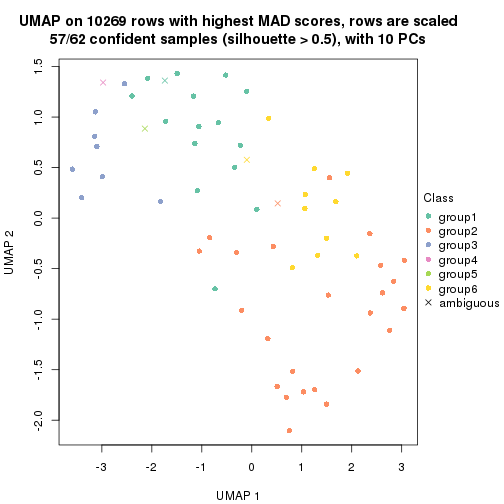 UMAP on 10269 rows with highest MAD scores, rows are scaled
57/62 confident samples (silhouette > 0.5), with 10 PCs
1.5
1.0
0.5
0.0
-0.5
-1.0
-1.5
-2.0
UMAP 2
-3 -2 -1 0 1 2 3
UMAP 1
Class
group1
group2
group3
group4
group5
group6
ambiguous